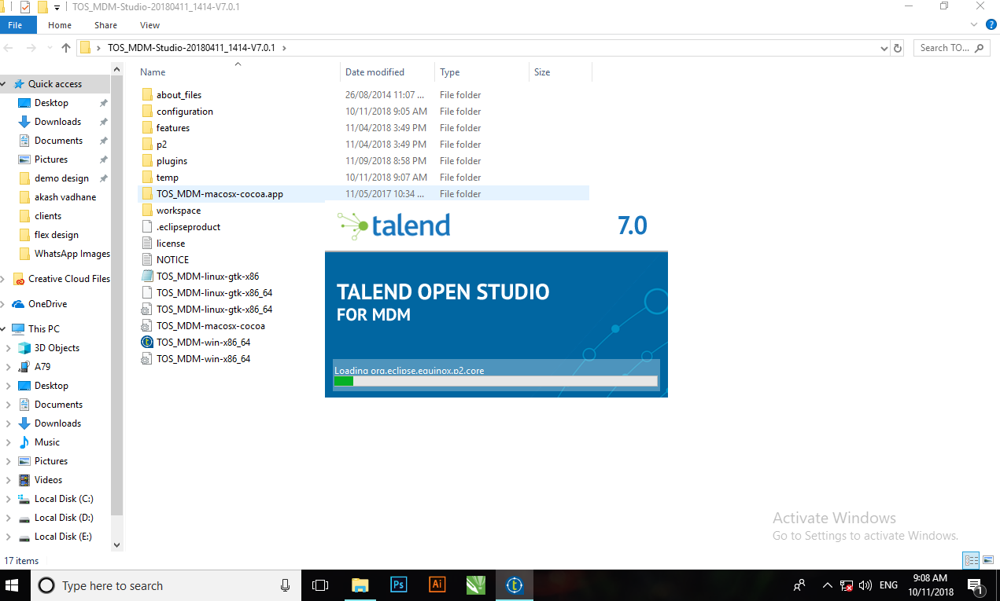 TOS_MDM-Studio-20180411_1414-V7.0.1
File Home Share View
TOS_MDM-Studio-20180411_1414-V7.0.1
Search TO...
Name Date modified Type Size
Quick access
Desktop
Downloads
Documents
Pictures
demo design
akash vadhane
clients
flex design
WhatsApp Images
Creative Cloud Files
OneDrive
This PC
3D Objects
A79
Desktop
Documents
Downloads
Music
Pictures
Videos
Local Disk (C:)
Local Disk (D:)
Local Disk (E:)
about_files 26/08/2014 11:07 ... File folder
configuration 10/11/2018 9:05 AM File folder
features 11/04/2018 3:49 PM File folder
p2 11/04/2018 3:49 PM File folder
plugins 11/09/2018 8:58 PM File folder
temp 10/11/2018 9:07 AM File folder
TOS_MDM-macosx-cocoa.app 11/05/2017 10:34 ... File folder
workspace
.eclipseproduct
license
NOTICE
TOS_MDM-linux-gtk-x86
TOS_MDM-linux-gtk-x86_64
TOS_MDM-linux-gtk-x86_64
TOS_MDM-macosx-cocoa
TOS_MDM-win-x86_64
TOS_MDM-win-x86_64
talend 7.0
TALEND OPEN STUDIO
FOR MDM
Loading org.eclipse.equinox.p2.core
Activate Windows
Go to Settings to activate Windows.
17 items
Type here to search
Ps
Ai
ENG
9:08 AM
10/11/2018
1